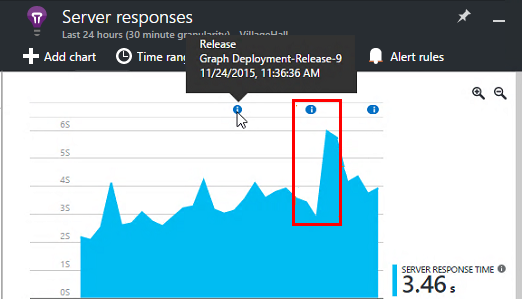 Server responses
Last 24 hours (30 minute granularity) - VillageHall
Add chart
Time rang
Alert rules
Release
Graph Deployment-Release-9
11/24/2015, 11:36:36 AM
6S
5S
4S
3S
2S
1S
0S
SERVER RESPONSE TIME
3.46 s